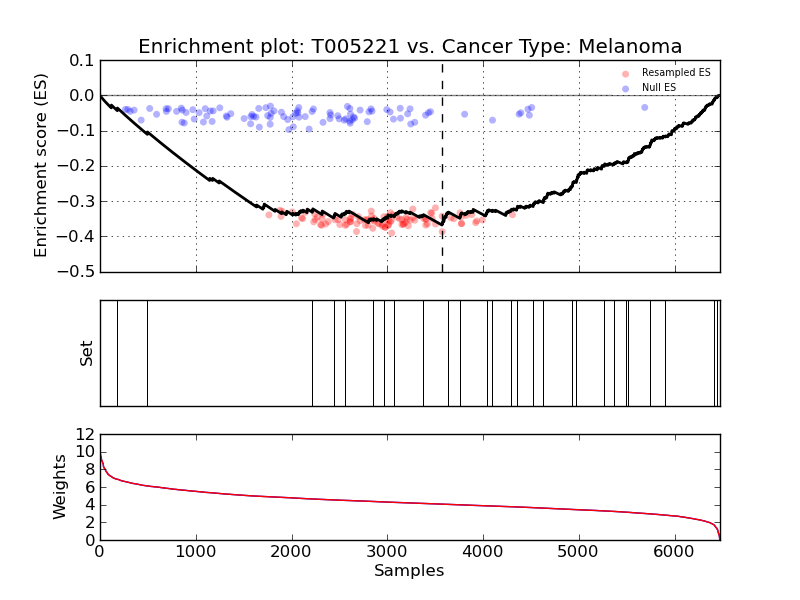 Enrichment plot: T005221 vs. Cancer Type: Melanoma
0.1
0.0
−0.1
−0.2
−0.3
−0.4
−0.5
Enrichment score (ES)
Resampled ES
Null ES
Set
12
10
8
6
4
2
0
Weights
0 1000 2000 3000 4000 5000 6000
Samples